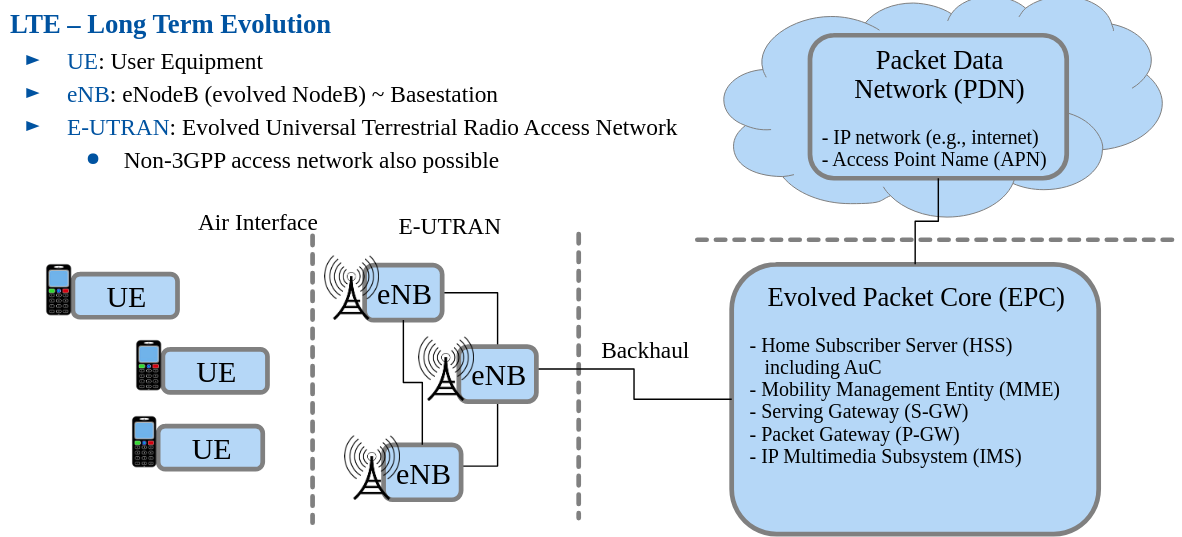 LTE – Long Term Evolution
UE: User Equipment
eNB: eNodeB (evolved NodeB) ~ Basestation
E-UTRAN: Evolved Universal Terrestrial Radio Access Network
Non-3GPP access network also possible
Packet Data
Network (PDN)
- IP network (e.g., internet)
- Access Point Name (APN)
Air Interface
E-UTRAN
UE
UE
UE
eNB
eNB
eNB
Backhaul
Evolved Packet Core (EPC)
- Home Subscriber Server (HSS)
including AuC
- Mobility Management Entity (MME)
- Serving Gateway (S-GW)
- Packet Gateway (P-GW)
- IP Multimedia Subsystem (IMS)